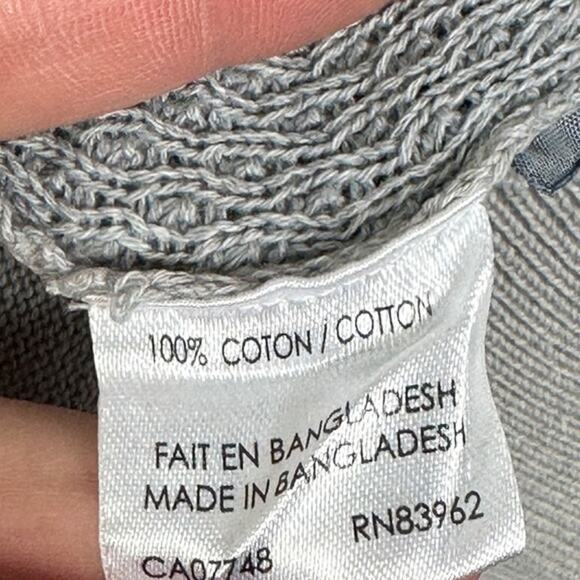 100% COTON / COTTON
FAIT EN BANGLADESH
MADE IN BANGLADESH
RN83962
CA07748